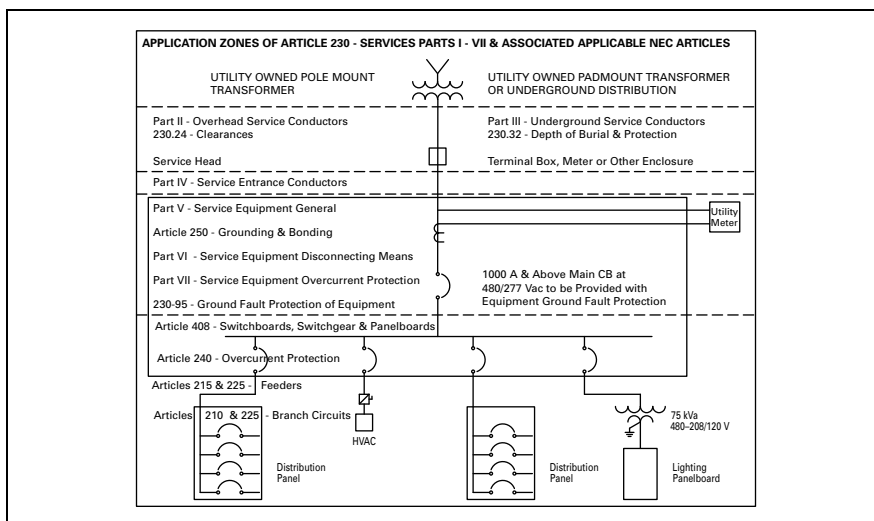 APPLICATION ZONES OF ARTICLE 230 - SERVICES PARTS I - VII & ASSOCIATED APPLICABLE NEC ARTICLES
UTILITY OWNED POLE MOUNT
TRANSFORMER
UTILITY OWNED PADMOUNT TRANSFORMER
OR UNDERGROUND DISTRIBUTION
Part II - Overhead Service Conductors
230.24 - Clearances
Service Head
Part III - Underground Service Conductors
230.32 - Depth of Burial & Protection
Terminal Box, Meter or Other Enclosure
Part IV - Service Entrance Conductors
Part V - Service Equipment General
Utility
Meter
Article 250 - Grounding & Bonding
Part VI - Service Equipment Disconnecting Means
Part VII - Service Equipment Overcurrent Protection
230-95 - Ground Fault Protection of Equipment
1000 A & Above Main CB at
480/277 Vac to be Provided with
Equipment Ground Fault Protection
Article 408 - Switchboards, Switchgear & Panelboards
Article 240 - Overcurrent Protection
Articles 215 & 225 - Feeders
Articles 210 & 225 - Branch Circuits
HVAC
75 kVa
480–208/120 V
Distribution
Panel
Distribution
Panel
Lighting
Panelboard